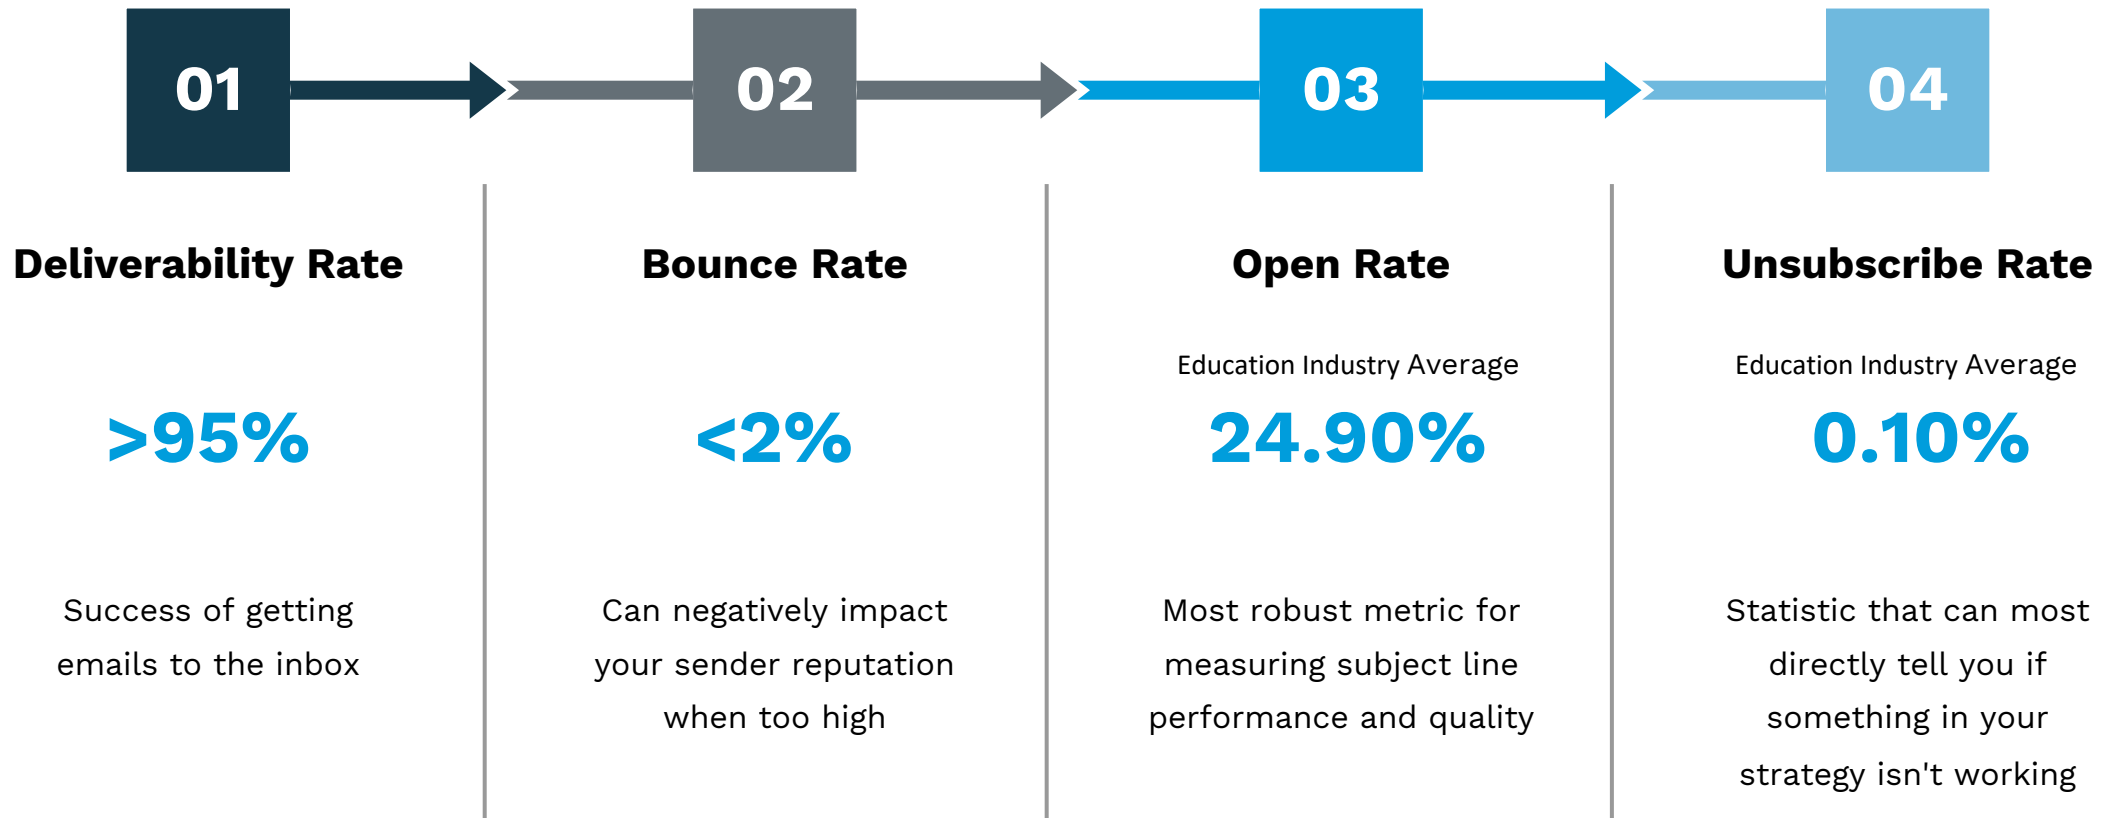 01
02
03
04
Deliverability Rate
>95%
Success of getting
emails to the inbox
Bounce Rate
<2%
Can negatively impact
your sender reputation
when too high
Open Rate
Education Industry Average
24.90%
Most robust metric for
measuring subject line
performance and quality
Unsubscribe Rate
Education Industry Average
0.10%
Statistic that can most
directly tell you if
something in your
strategy isn't working